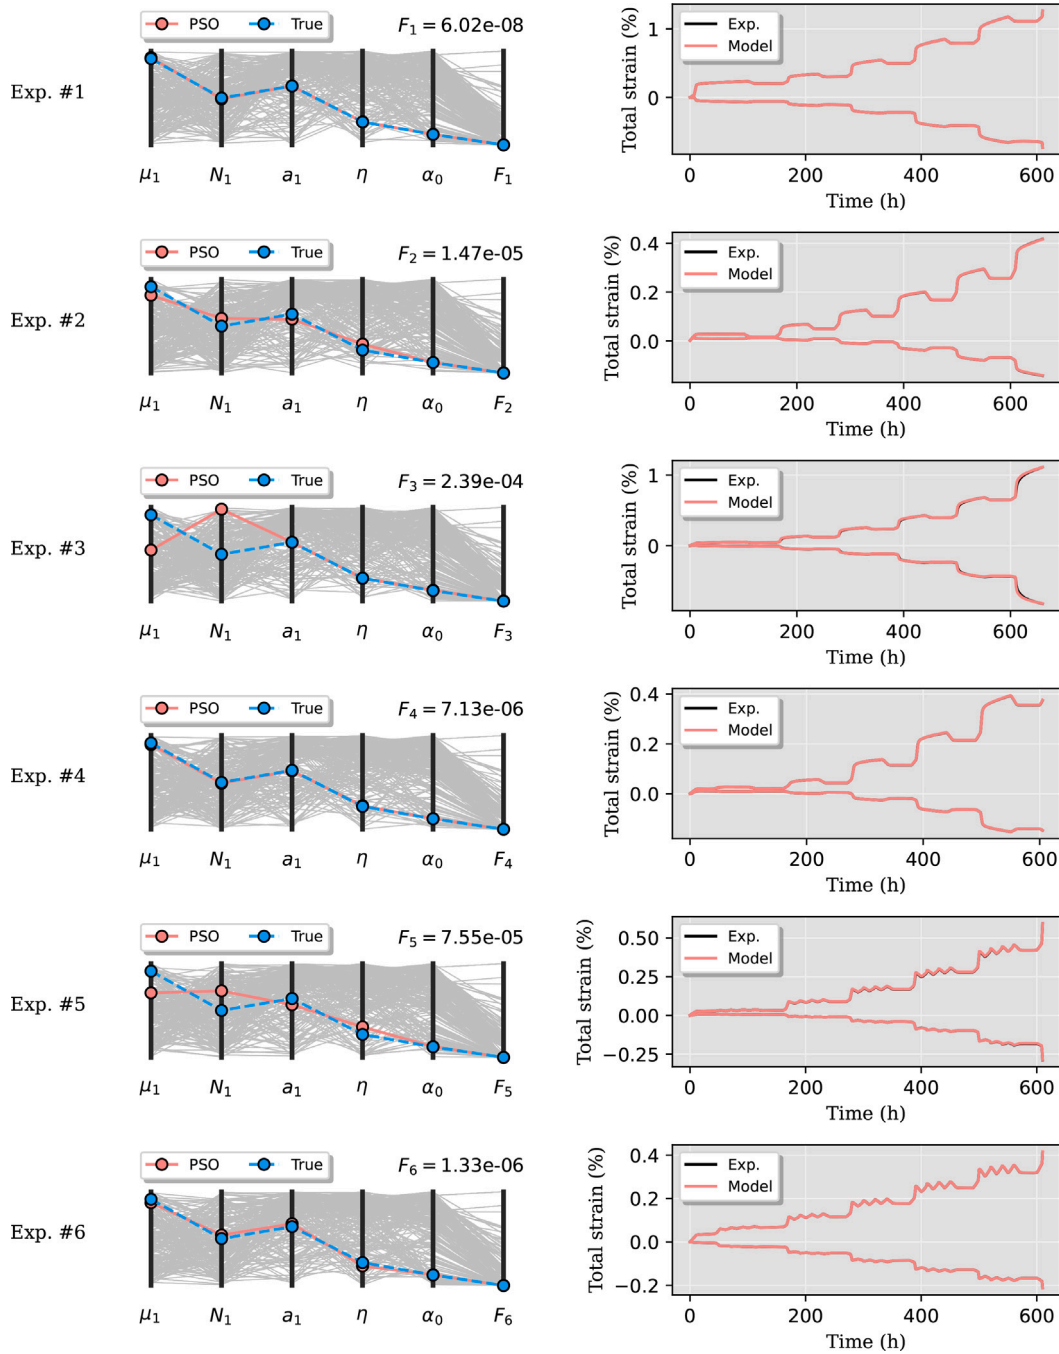 Exp. #1
PSO True
F₁ = 6.02e-08
μ₁ N₁ a₁ η α₀ F₁
Total strain (%)
1
0
Exp.
Model
0 200 400 600
Time (h)
Exp. #2
PSO True
F₂ = 1.47e-05
μ₁ N₁ a₁ η α₀ F₂
Total strain (%)
0.4
0.2
0.0
Exp.
Model
0 200 400 600
Time (h)
Exp. #3
PSO True
F₃ = 2.39e-04
μ₁ N₁ a₁ η α₀ F₃
Total strain (%)
1
0
Exp.
Model
0 200 400 600
Time (h)
Exp. #4
PSO True
F₄ = 7.13e-06
μ₁ N₁ a₁ η α₀ F₄
Total strain (%)
0.4
0.2
0.0
Exp.
Model
0 200 400 600
Time (h)
Exp. #5
PSO True
F₅ = 7.55e-05
μ₁ N₁ a₁ η α₀ F₅
Total strain (%)
0.50
0.25
0.00
−0.25
Exp.
Model
0 200 400 600
Time (h)
Exp. #6
PSO True
F₆ = 1.33e-06
μ₁ N₁ a₁ η α₀ F₆
Total strain (%)
0.4
0.2
0.0
−0.2
Exp.
Model
0 200 400 600
Time (h)